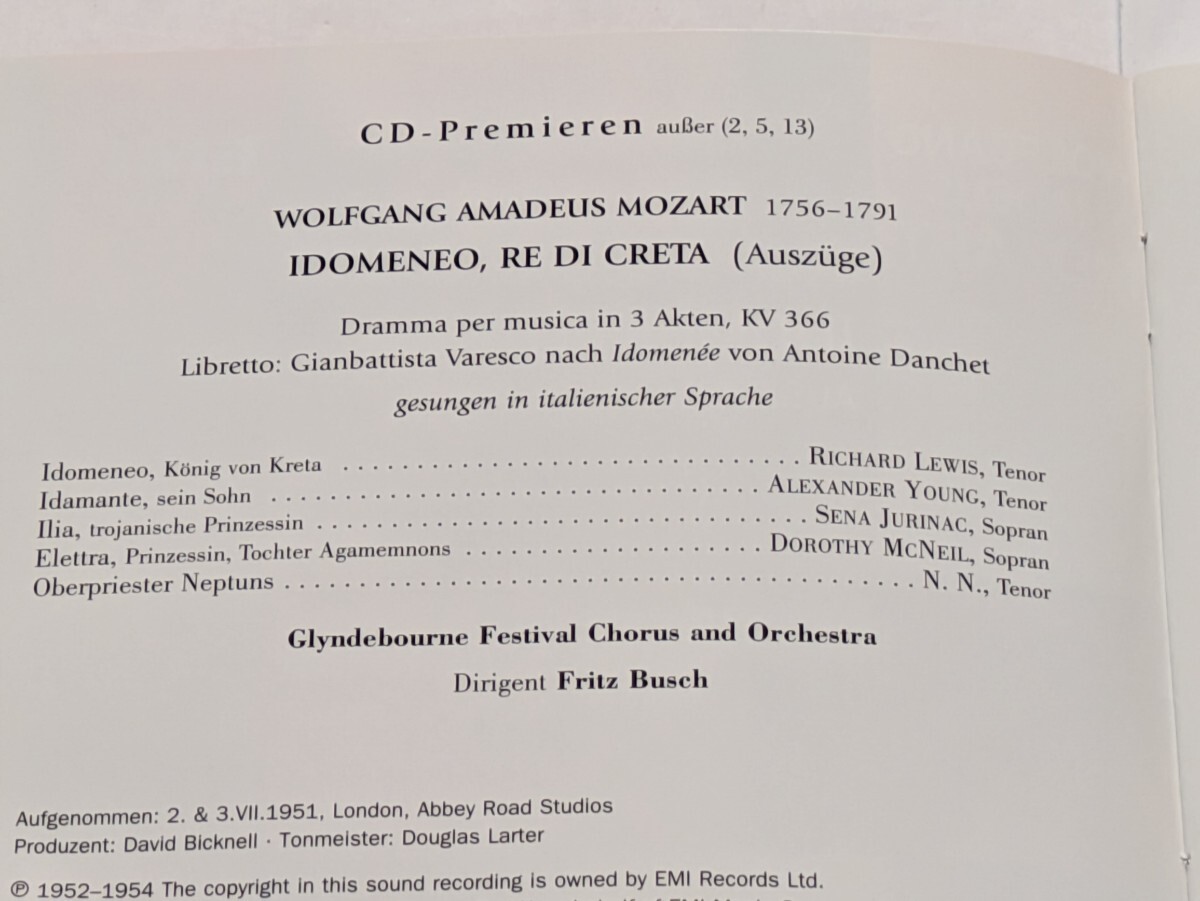 CD-Premieren außer (2, 5, 13)
WOLFGANG AMADEUS MOZART 1756–1791
IDOMENEO, RE DI CRETA (Auszüge)
Dramma per musica in 3 Akten, KV 366
Libretto: Gianbattista Varesco nach Idomenée von Antoine Danchet
gesungen in italienischer Sprache
Idomeneo, König von Kreta . . . . . . . . . . . . . . . . . . . . . . . . . . . . . . . . RICHARD LEWIS, Tenor
Idamante, sein Sohn . . . . . . . . . . . . . . . . . . . . . . . . . . . . . . . . . . ALEXANDER YOUNG, Tenor
Ilia, trojanische Prinzessin . . . . . . . . . . . . . . . . . . . . . . . . . . . . . . . . . . SENA JURINAC, Sopran
Elettra, Prinzessin, Tochter Agamemnons . . . . . . . . . . . . . . . . . . . . . DOROTHY MCNEIL, Sopran
Oberpriester Neptuns . . . . . . . . . . . . . . . . . . . . . . . . . . . . . . . . . . . . . . . . . . . . N. N., Tenor
Glyndebourne Festival Chorus and Orchestra
Dirigent Fritz Busch
Aufgenommen: 2. & 3.VII.1951, London, Abbey Road Studios
Produzent: David Bicknell · Tonmeister: Douglas Larter
℗ 1952–1954 The copyright in this sound recording is owned by EMI Records Ltd.